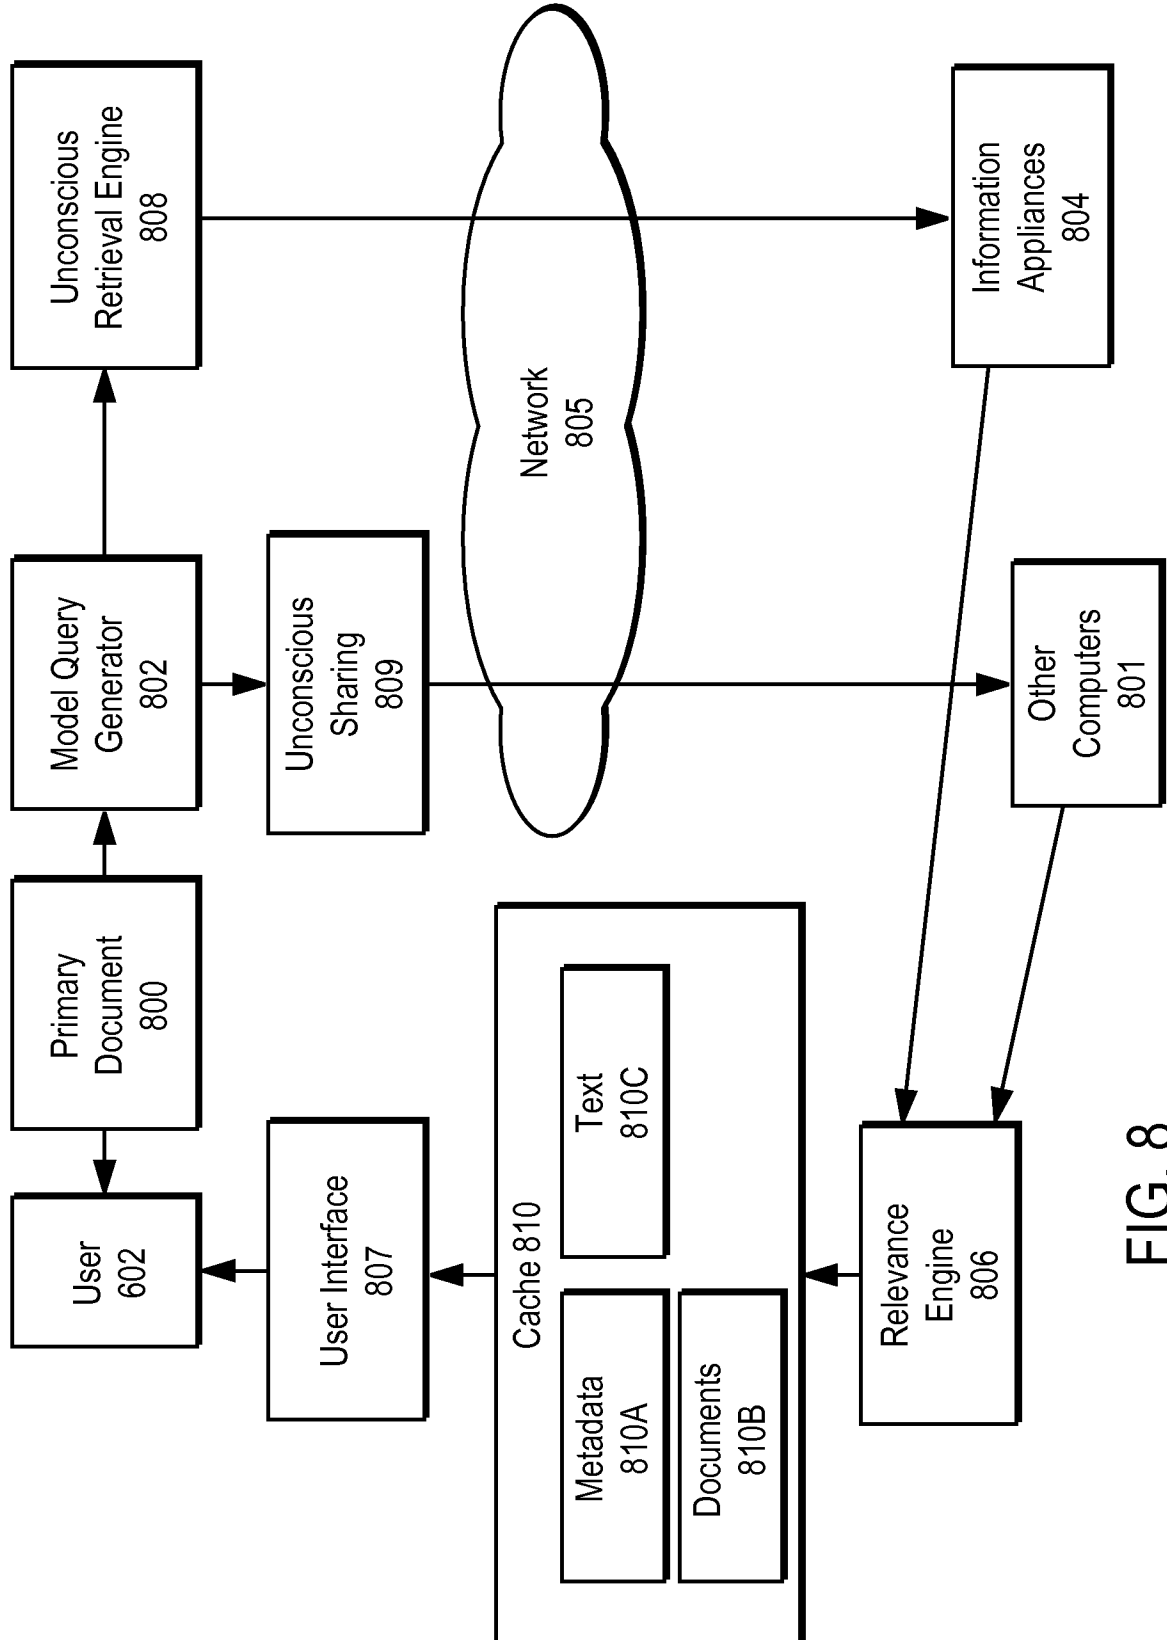 User
602
Primary
Document
800
Model Query
Generator
802
Unconscious
Retrieval Engine
808
User Interface
807
Unconscious
Sharing
809
Cache 810
Metadada
810A
Text
810C
Documents
810B
Network
805
Relevance
Engine
806
Other
Computers
801
Information
Appliances
804
FIG. 8